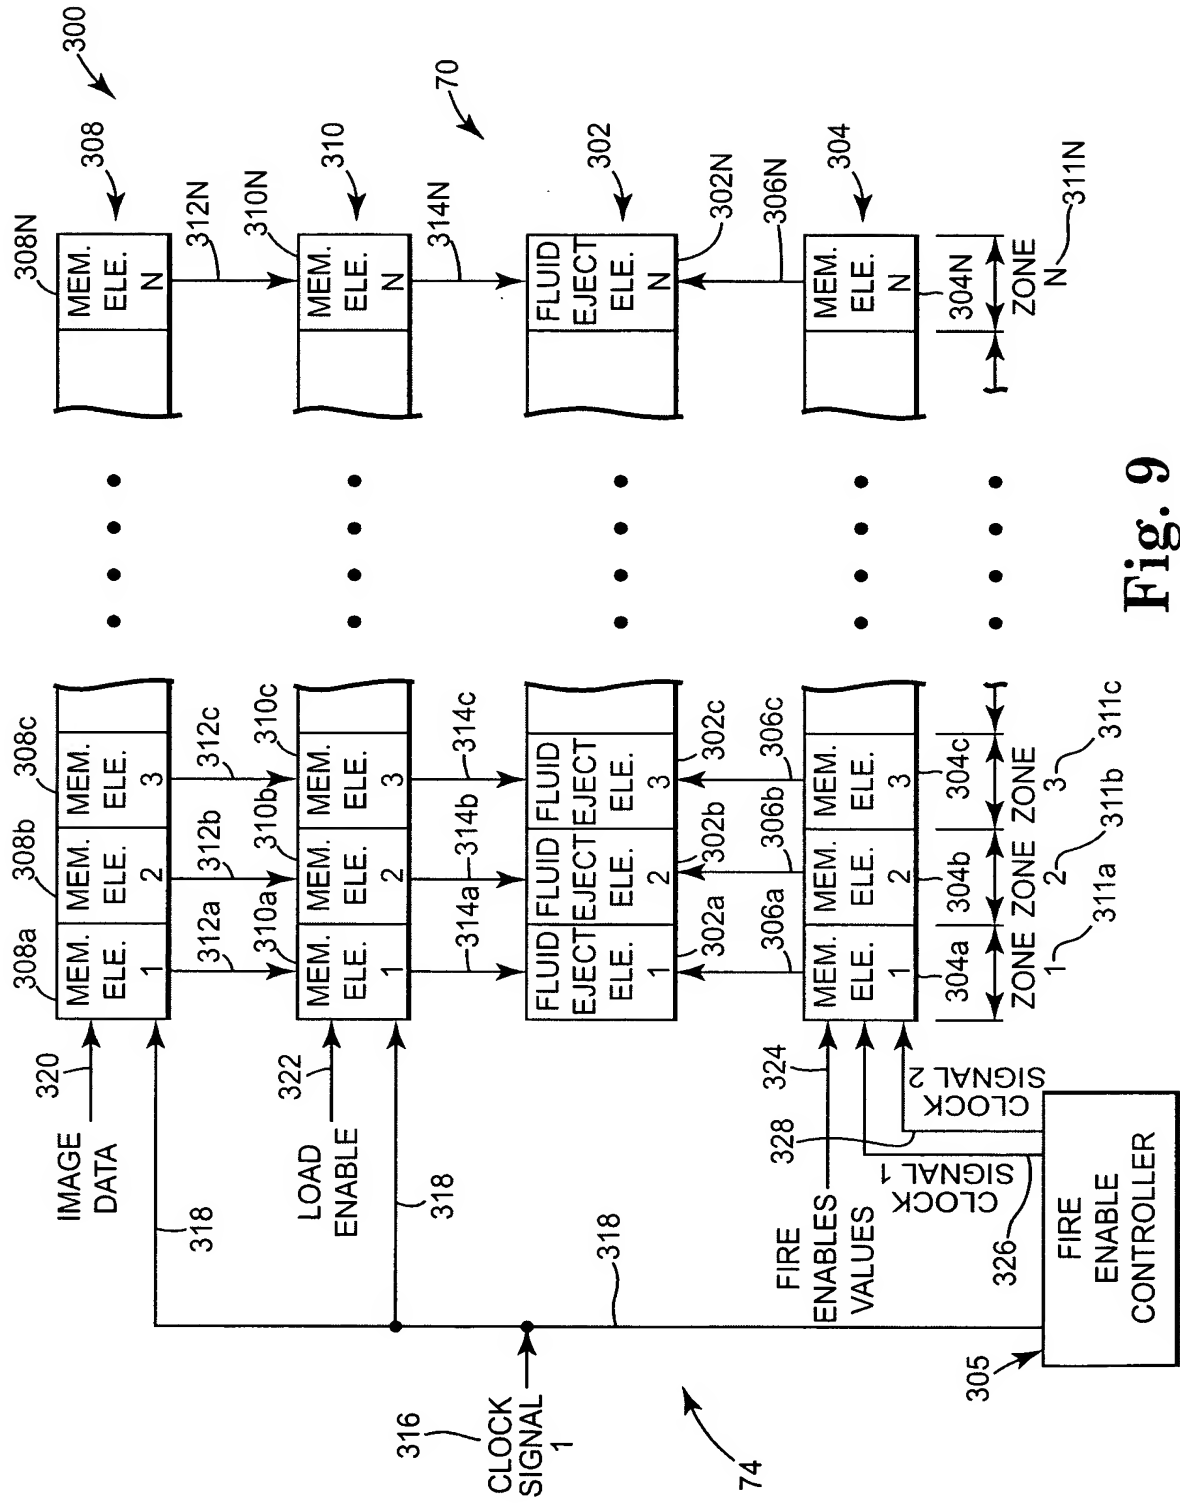 300
308
308N
308c
308b
308a
MEM.
ELE.
1
MEM.
ELE.
2
MEM.
ELE.
3
MEM.
ELE.
N
IMAGE
DATA
320
318
312a
312b
312c
312N
310
310N
310c
310b
310a
MEM.
ELE.
1
MEM.
ELE.
2
MEM.
ELE.
3
MEM.
ELE.
N
LOAD
ENABLE
322
318
314a
314b
314c
314N
70
302
FLUID
EJECT
ELE.
1
FLUID
EJECT
ELE.
2
FLUID
EJECT
ELE.
3
FLUID
EJECT
ELE.
N
302a
302b
302c
302N
316
CLOCK
SIGNAL
1
318
306a
306b
306c
306N
304
MEM.
ELE.
1
MEM.
ELE.
2
MEM.
ELE.
3
MEM.
ELE.
N
304a
304b
304c
304N
FIRE
ENABLES
VALUES
324
CLOCK
SIGNAL 1
326
CLOCK
SIGNAL 2
328
ZONE
1
311a
ZONE
2
311b
ZONE
3
311c
ZONE
N
311N
305
FIRE
ENABLE
CONTROLLER
74
Fig. 9